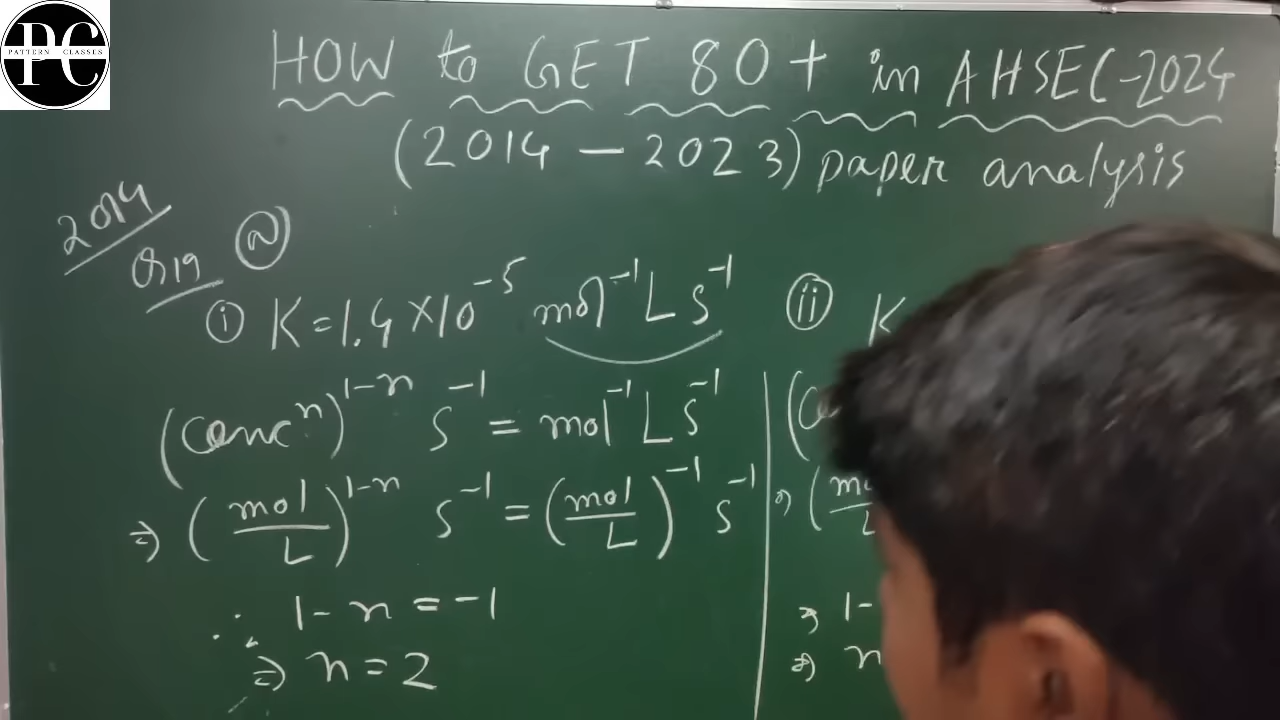 PC
PATTERN CLASSES
HOW to GET 80+ in AHSEC-2024
(2014 – 2023) paper analysis
2014
Q19 (a)
(i) K = 1.4 × 10⁻⁵ mol⁻¹ L s⁻¹
(concⁿ)¹⁻ⁿ s⁻¹ = mol⁻¹ L s⁻¹
⇒ (mol/L)¹⁻ⁿ s⁻¹ = (mol/L)⁻¹ s⁻¹
∴ 1 - n = -1
⇒ n = 2
(ii) K
⇒ 1-
⇒ n